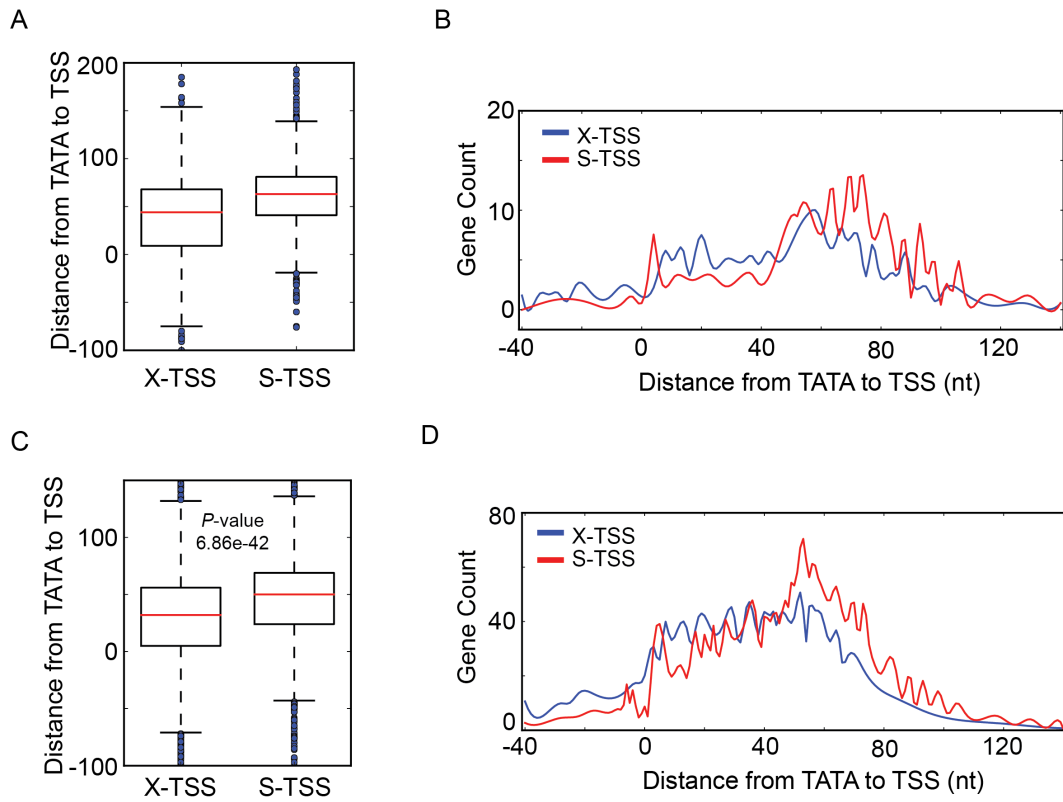 A
Distance from TATA to TSS
200
100
0
-100
X-TSS
S-TSS
B
Gene Count
20
10
0
X-TSS
S-TSS
-40
0
40
80
120
Distance from TATA to TSS (nt)
C
Distance from TATA to TSS
100
0
-100
P-value
6.86e-42
X-TSS
S-TSS
D
Gene Count
80
40
0
X-TSS
S-TSS
-40
0
40
80
120
Distance from TATA to TSS (nt)